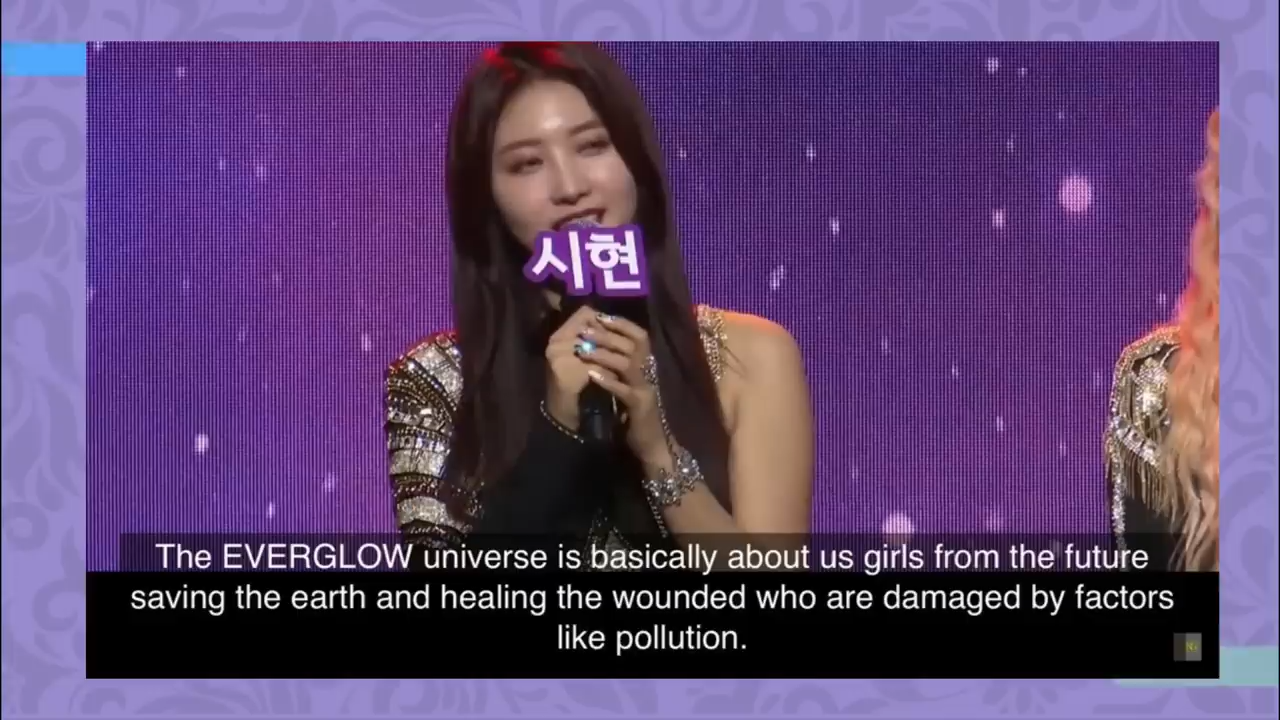 시현
The EVERGLOW universe is basically about us girls from the future
saving the earth and healing the wounded who are damaged by factors
like pollution.